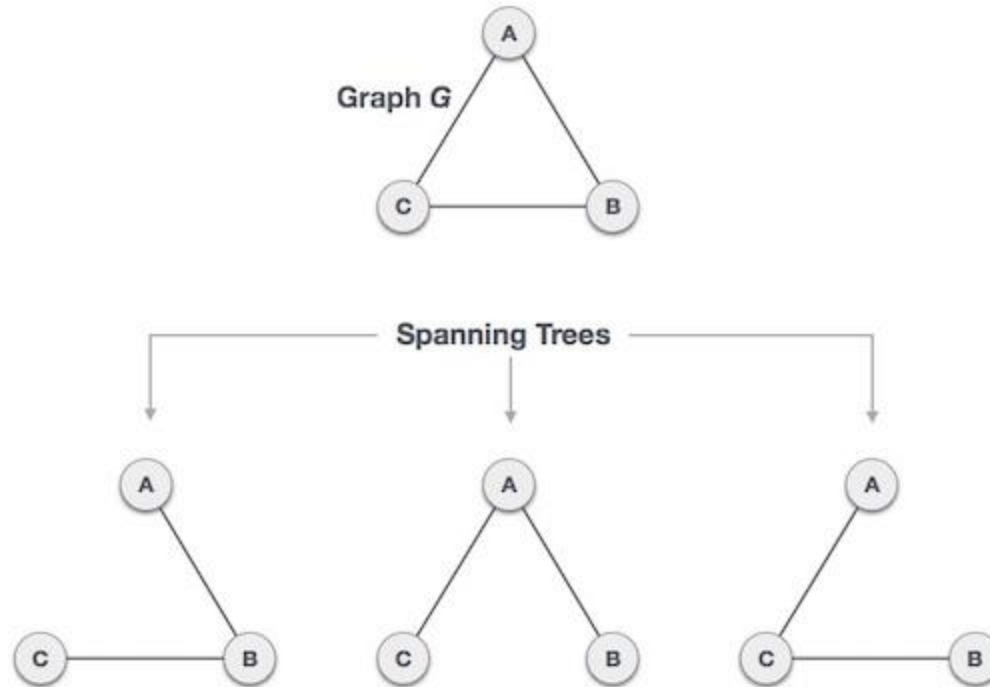 A
Graph G
C B
Spanning Trees
A A A
C B C B C B